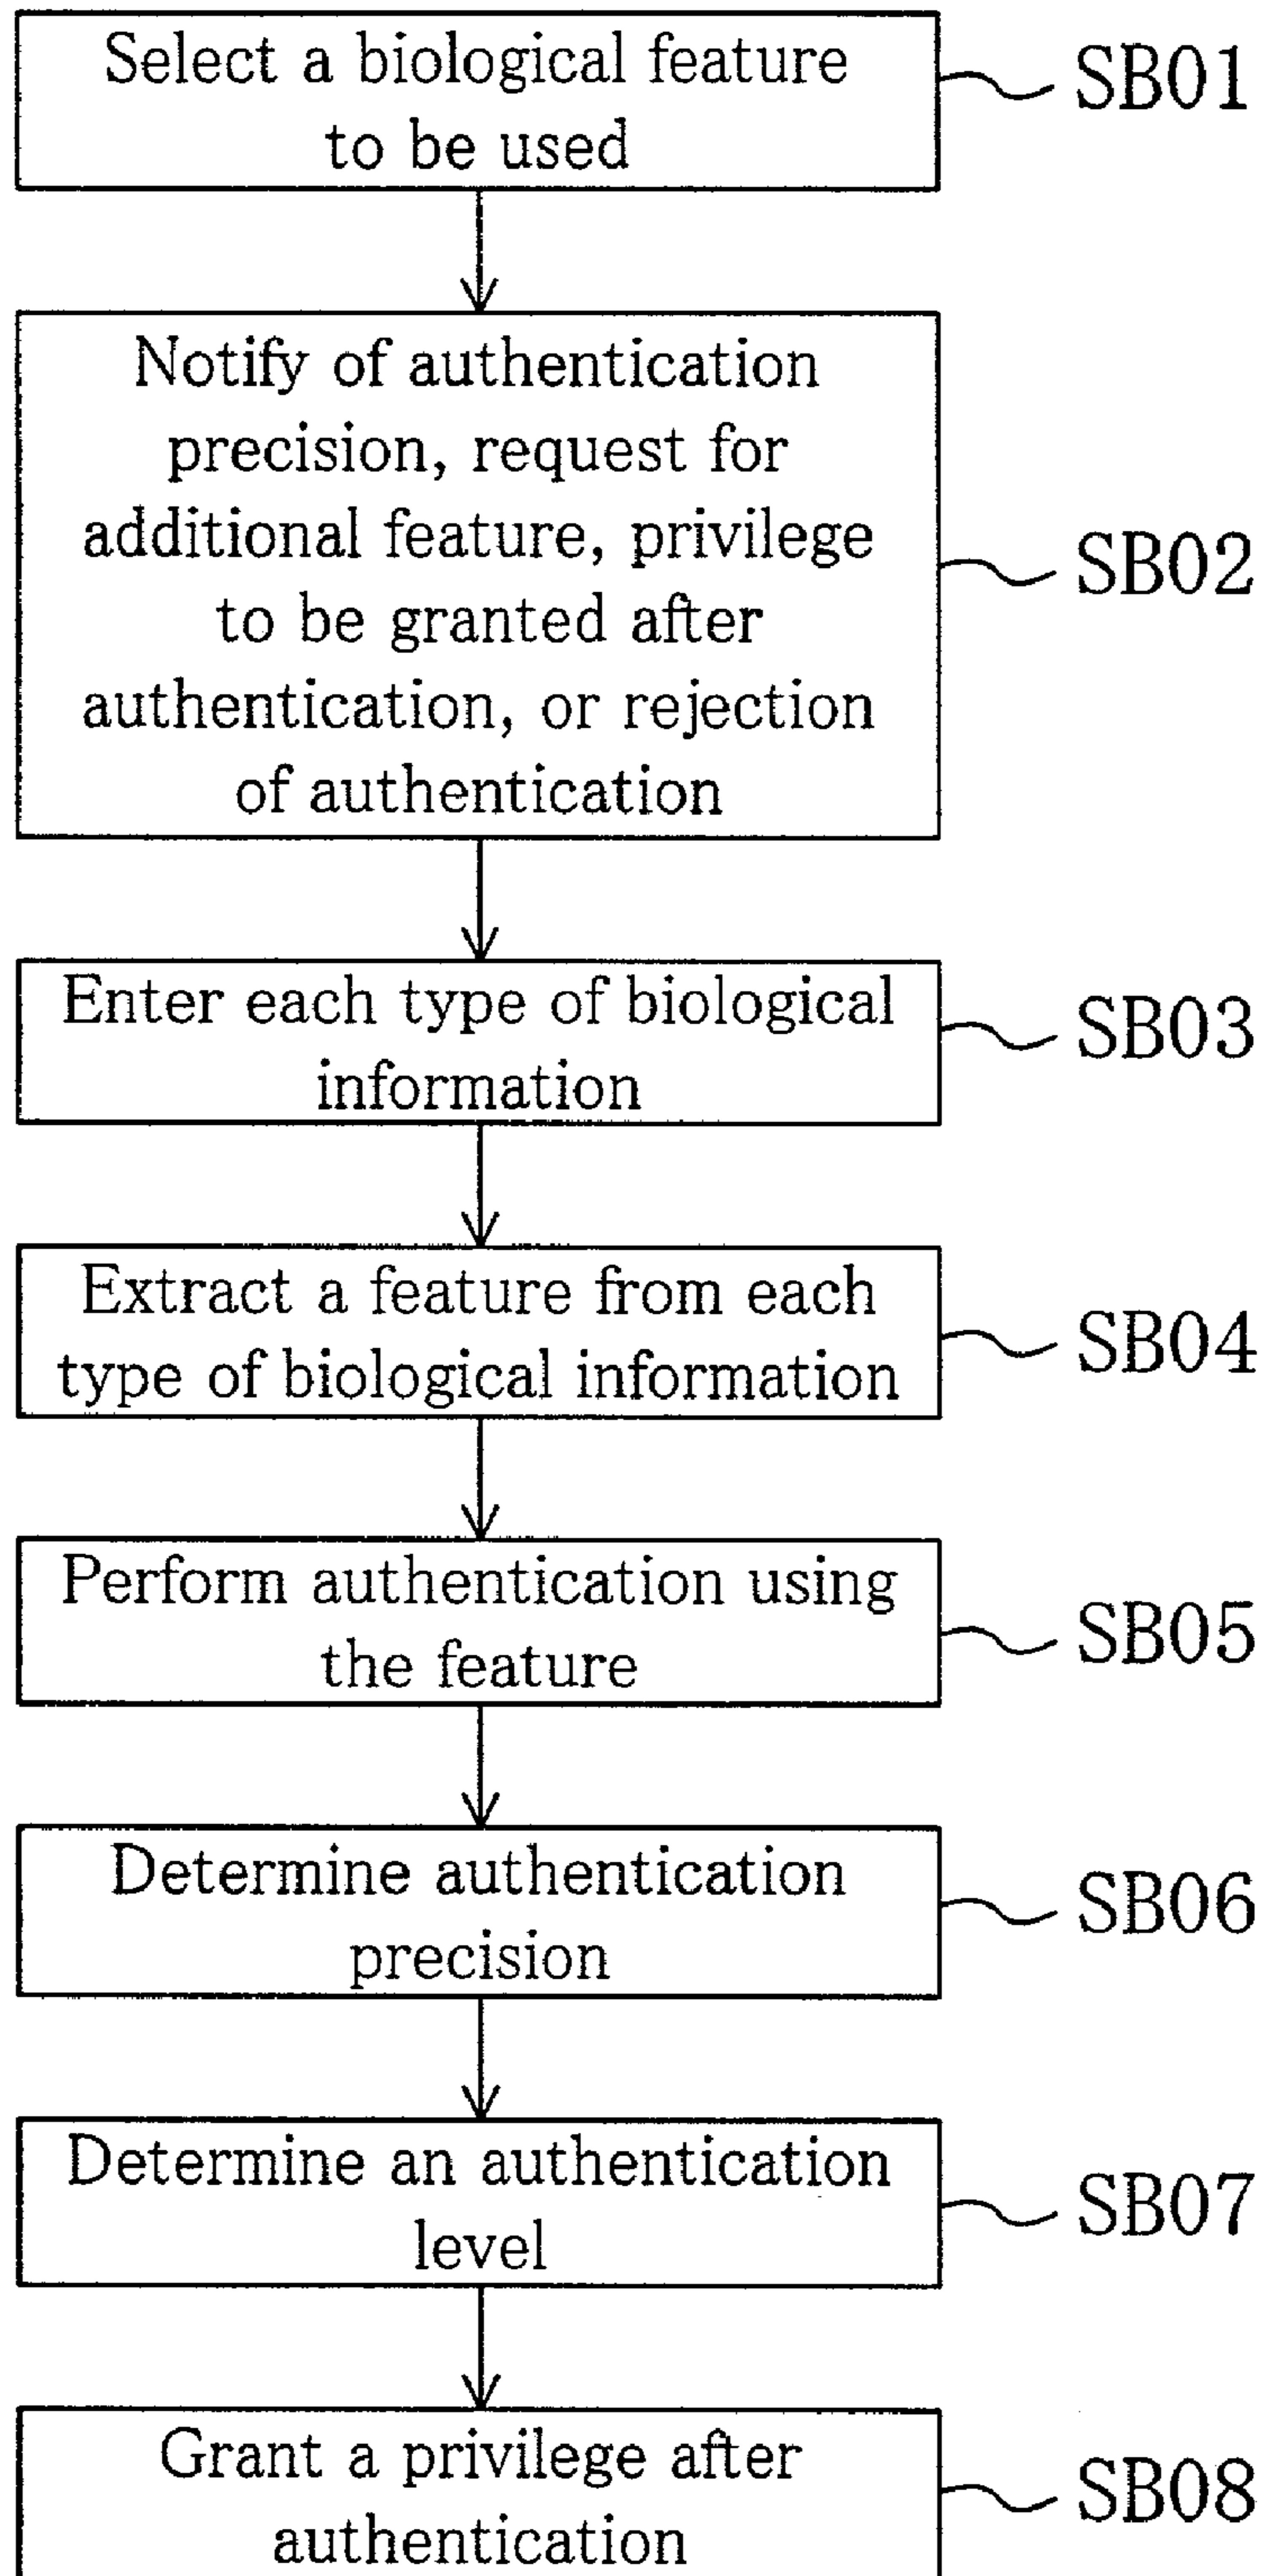 Select a biological feature
to be used
SB01
Notify of authentication
precision, request for
additional feature, privilege
to be granted after
authentication, or rejection
of authentication
SB02
Enter each type of biological
information
SB03
Extract a feature from each
type of biological information
SB04
Perform authentication using
the feature
SB05
Determine authentication
precision
SB06
Determine an authentication
level
SB07
Grant a privilege after
authentication
SB08